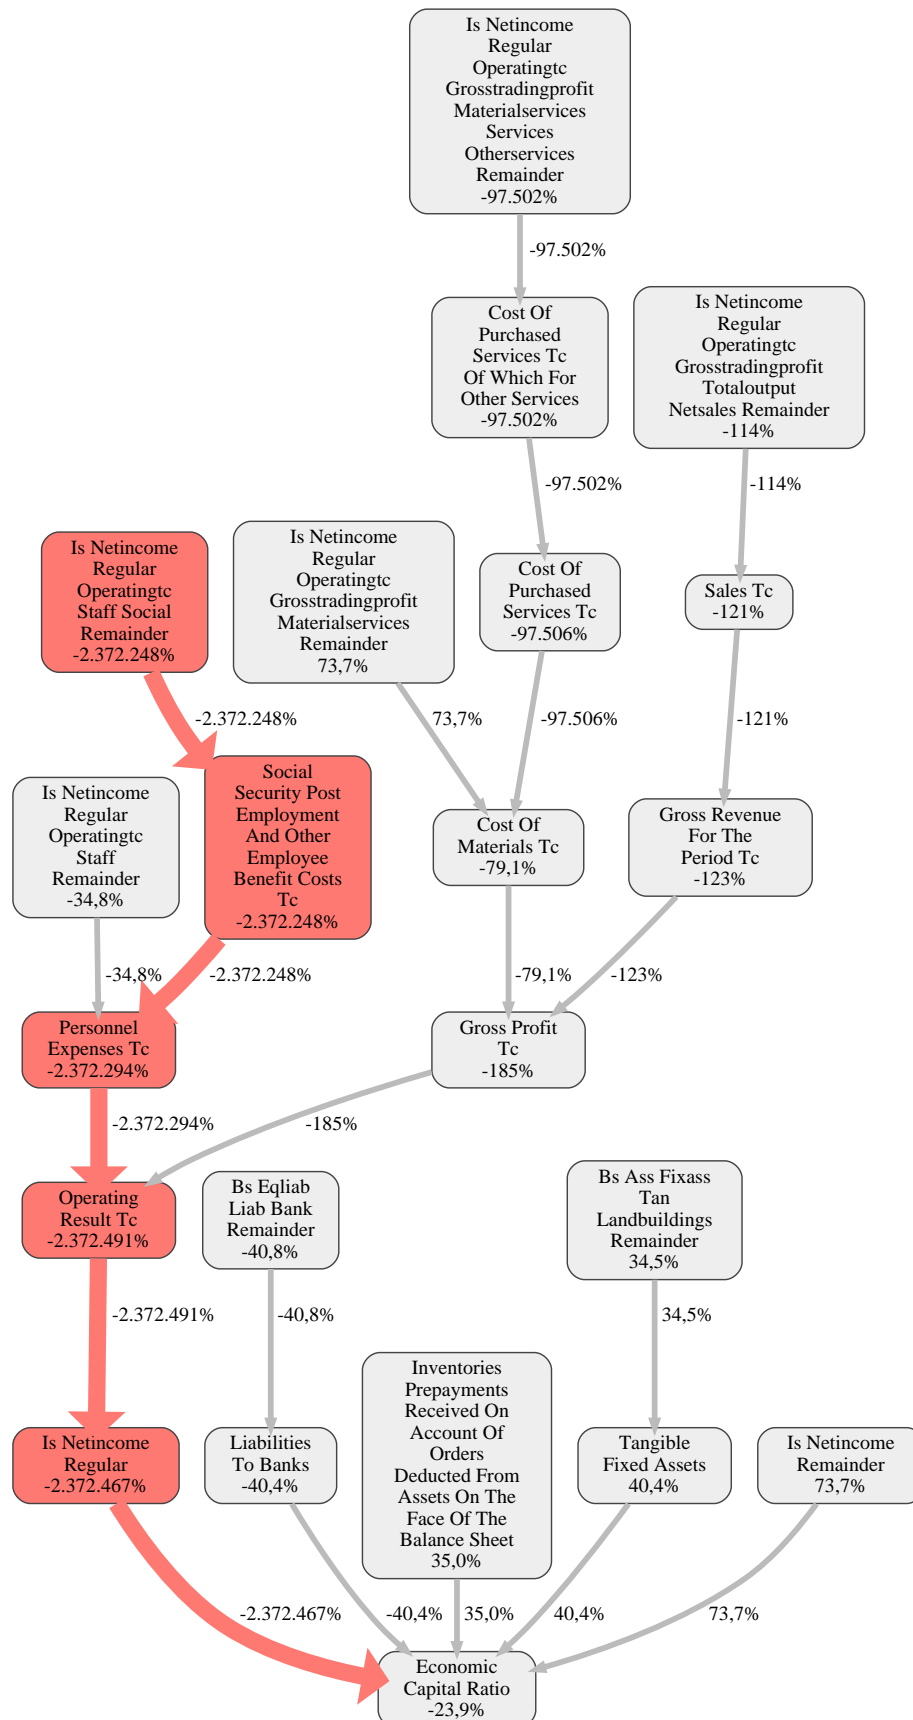 Is Netincome
Regular
Operatingtc
Grosstradingprofit
Materialservices
Services
Otherservices
Remainder
-97.502%
-97.502%
Cost Of
Purchased
Services Tc
Of Which For
Other Services
-97.502%
Is Netincome
Regular
Operatingtc
Grosstradingprofit
Totaloutput
Netsales Remainder
-114%
-97.502%
-114%
Is Netincome
Regular
Operatingtc
Staff Social
Remainder
-2.372.248%
Is Netincome
Regular
Operatingtc
Grosstradingprofit
Materialservices
Remainder
73,7%
Cost Of
Purchased
Services Tc
-97.506%
Sales Tc
-121%
-2.372.248%
73,7%
-97.506%
-121%
Is Netincome
Regular
Operatingtc
Staff
Remainder
-34,8%
Social
Security Post
Employment
And Other
Employee
Benefit Costs
Tc
-2.372.248%
Cost Of
Materials Tc
-79,1%
Gross Revenue
For The
Period Tc
-123%
-34,8%
-2.372.248%
-79,1%
-123%
Personnel
Expenses Tc
-2.372.294%
Gross Profit
Tc
-185%
-2.372.294%
-185%
Operating
Result Tc
-2.372.491%
Bs Eqliab
Liab Bank
Remainder
-40,8%
Bs Ass Fixass
Tan
Landbuildings
Remainder
34,5%
-2.372.491%
-40,8%
34,5%
Is Netincome
Regular
-2.372.467%
Liabilities
To Banks
-40,4%
Inventories
Prepayments
Received On
Account Of
Orders
Deducted From
Assets On The
Face Of The
Balance Sheet
35,0%
Tangible
Fixed Assets
40,4%
Is Netincome
Remainder
73,7%
-2.372.467%
-40,4%
35,0%
40,4%
73,7%
Economic
Capital Ratio
-23,9%